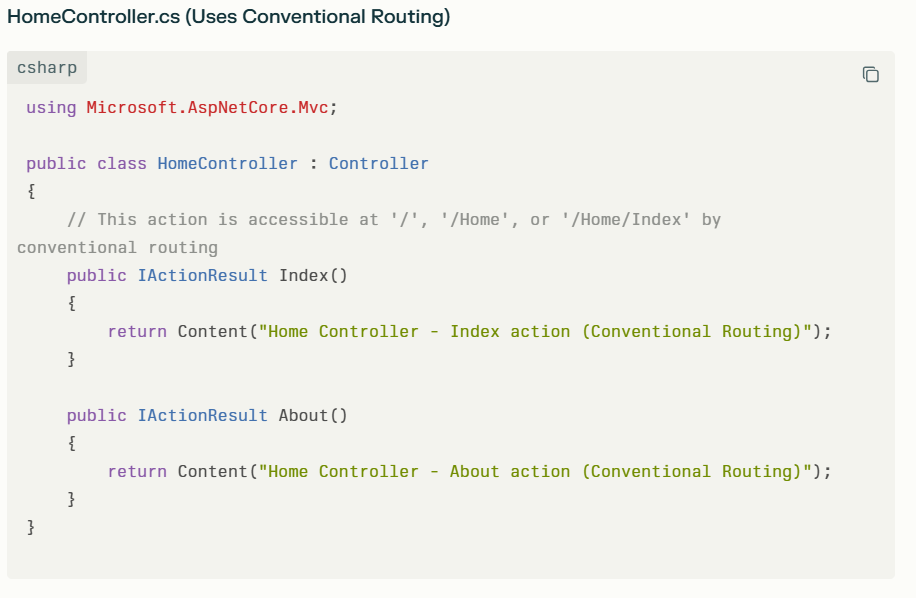 HomeController.cs (Uses Conventional Routing)
csharp
using Microsoft.AspNetCore.Mvc;
public class HomeController : Controller
{
// This action is accessible at '/', '/Home', or '/Home/Index' by
conventional routing
public IActionResult Index()
{
return Content("Home Controller - Index action (Conventional Routing)");
}
public IActionResult About()
{
return Content("Home Controller - About action (Conventional Routing)");
}
}